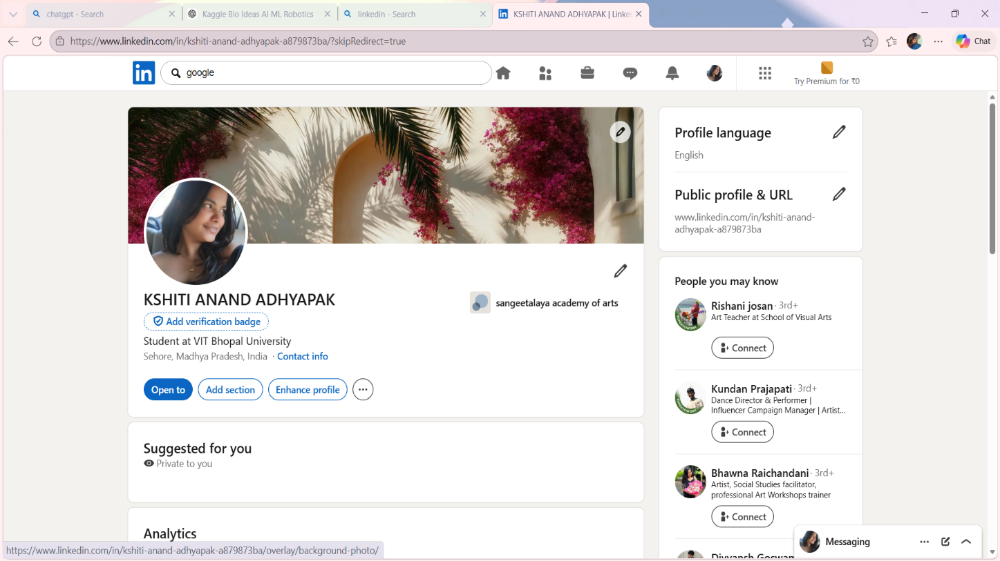 chatgpt - Search
Kaggle Bio Ideas AI ML Robotics
linkedin - Search
KSHITI ANAND ADHYAPAK | Linke
https://www.linkedin.com/in/kshiti-anand-adhyapak-a879873ba/?skipRedirect=true
Chat
in
google
Try Premium for ₹0
KSHITI ANAND ADHYAPAK
Add verification badge
Student at VIT Bhopal University
Sehore, Madhya Pradesh, India · Contact info
sangeetalaya academy of arts
Open to
Add section
Enhance profile
Suggested for you
Private to you
Analytics
https://www.linkedin.com/in/kshiti-anand-adhyapak-a879873ba/overlay/background-photo/
Profile language
English
Public profile & URL
www.linkedin.com/in/kshiti-anand-
adhyapak-a879873ba
People you may know
Rishani josan · 3rd+
Art Teacher at School of Visual Arts
Connect
Kundan Prajapati · 3rd+
Dance Director & Performer |
Influencer Campaign Manager | Artist...
Connect
Bhawna Raichandani · 3rd+
Artist, Social Studies facilitator,
professional Art Workshops trainer
Connect
Messaging